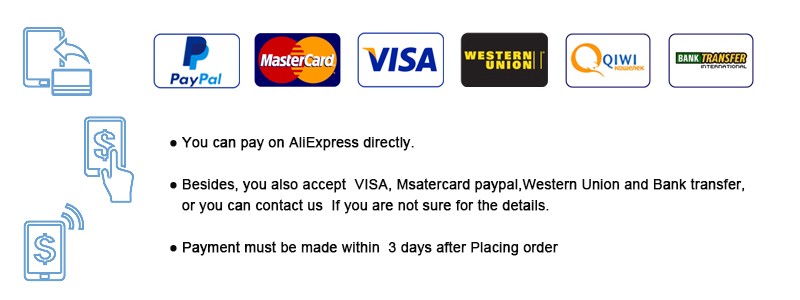 PayPal
MasterCard
VISA
WESTERN
UNION
QIWI
КОШЕЛЕК
BANK TRANSFER
INTERNATIONAL
$
● You can pay on AliExpress directly.
● Besides, you also accept  VISA, Msatercard paypal,Western Union and Bank transfer,
or you can contact us  If you are not sure for the details.
$
● Payment must be made within  3 days after Placing order